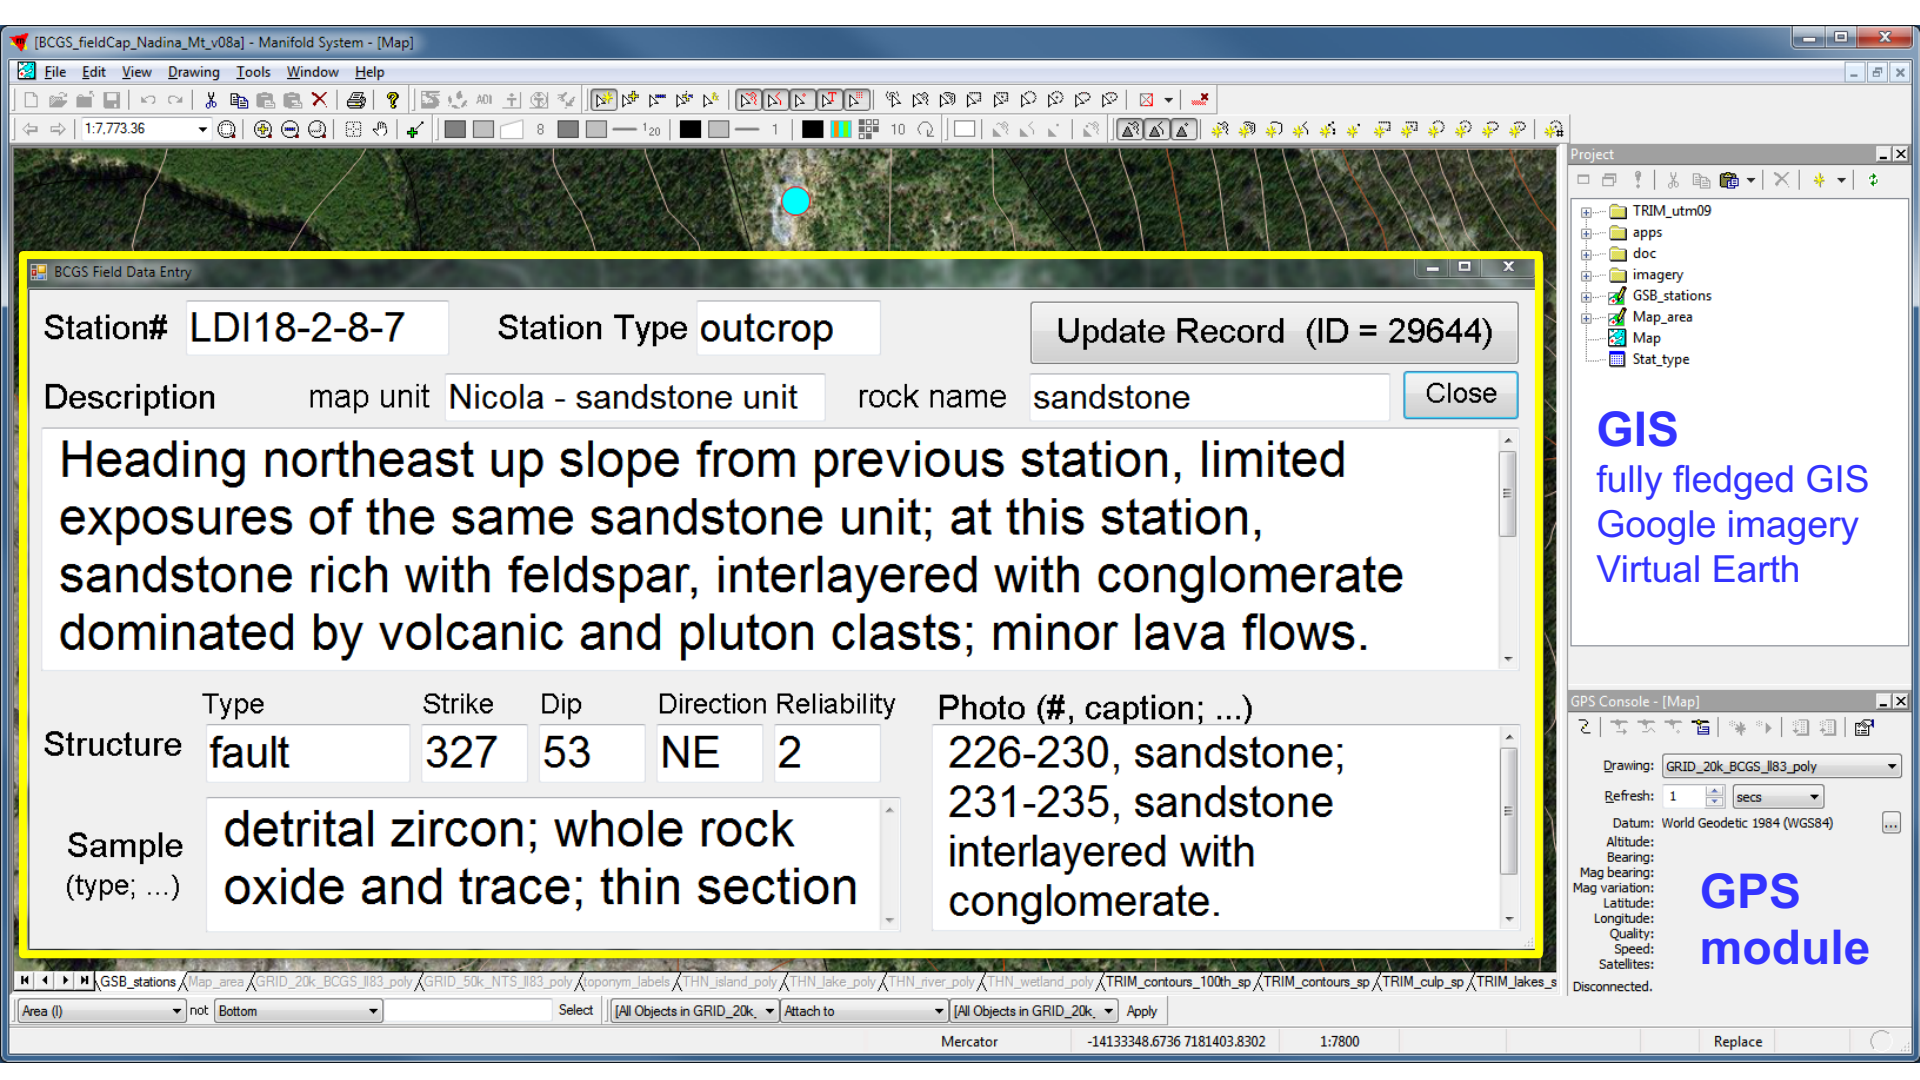 [BCGS_fieldCap_Nadina_Mt_v08a] - Manifold System - [Map]
File Edit View Drawing Tools Window Help
AOI
1:7,773.36
8
20
1
10
BCGS Field Data Entry
Station# LDI18-2-8-7 Station Type outcrop Update Record (ID = 29644)
Description map unit Nicola - sandstone unit rock name sandstone Close
Heading northeast up slope from previous station, limited
exposures of the same sandstone unit; at this station,
sandstone rich with feldspar, interlayered with conglomerate
dominated by volcanic and pluton clasts; minor lava flows.
Type Strike Dip Direction Reliability
Structure fault 327 53 NE 2
Sample
(type; ...)
detrital zircon; whole rock
oxide and trace; thin section
Photo (#, caption; ...)
226-230, sandstone;
231-235, sandstone
interlayered with
conglomerate.
Project
TRIM_utm09
apps
doc
imagery
GSB_stations
Map_area
Map
Stat_type
GIS
fully fledged GIS
Google imagery
Virtual Earth
GPS Console - [Map]
Drawing: GRID_20k_BCGS_ll83_poly
Refresh: 1 secs
Datum: World Geodetic 1984 (WGS84) ...
Altitude:
Bearing:
Mag bearing:
Mag variation:
Latitude:
Longitude:
Quality:
Speed:
Satellites:
GPS
module
Disconnected.
GSB_stations Map_area GRID_20k_BCGS_ll83_poly GRID_50k_NTS_ll83_poly toponym_labels THN_island_poly THN_lake_poly THN_river_poly THN_wetland_poly TRIM_contours_100th_sp TRIM_contours_sp TRIM_culp_sp TRIM_lakes_s
Area (I) not Bottom Select [All Objects in GRID_20k_ Attach to [All Objects in GRID_20k_ Apply
Mercator -14133348.6736 7181403.8302 1:7800 Replace